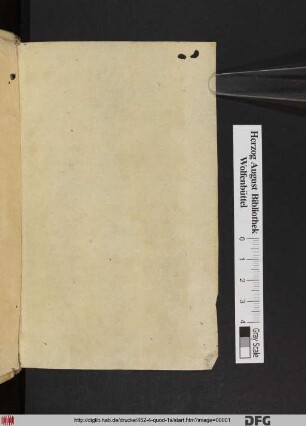 Herzog August Bibliothek
Wolfenbüttel
0 1 2 3 4
Gray Scale
http://diglib.hab.de/drucke/452-4-quod-1s/start.htm?image=00001
DFG